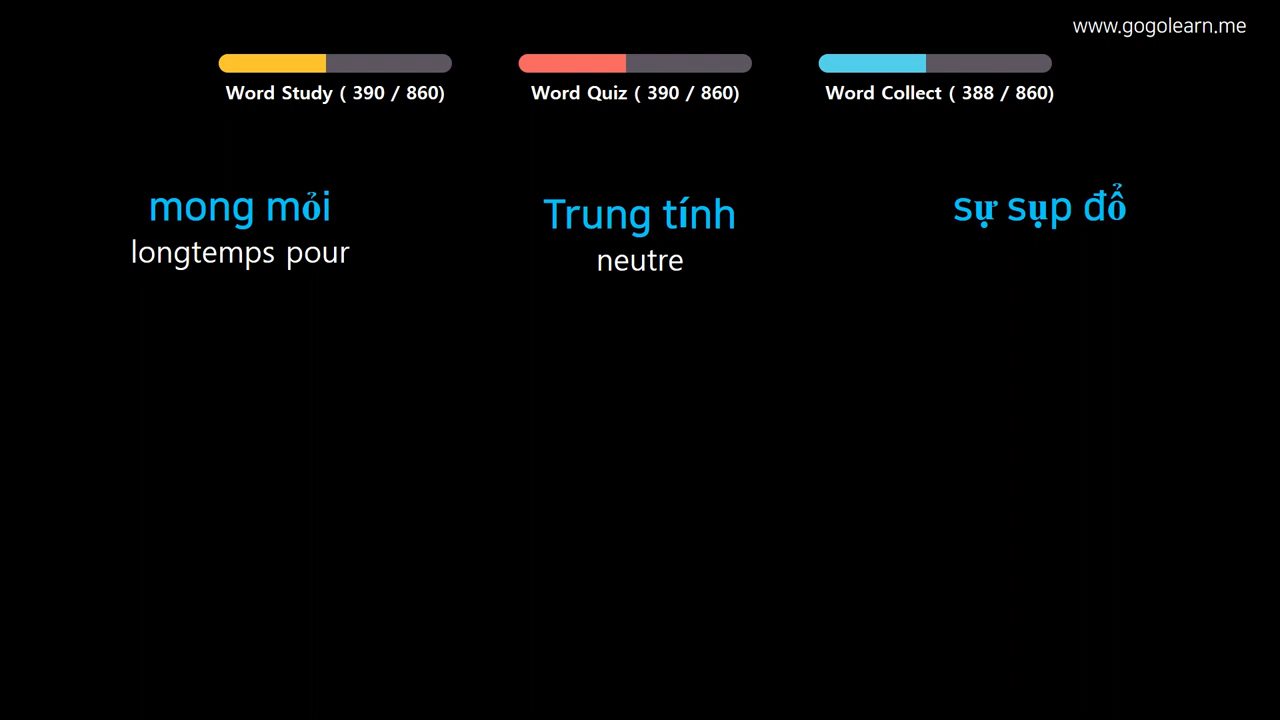 www.gogolearn.me
Word Study ( 390 / 860)
Word Quiz ( 390 / 860)
Word Collect ( 388 / 860)
mong mỏi
longtemps pour
Trung tính
neutre
sự sụp đổ